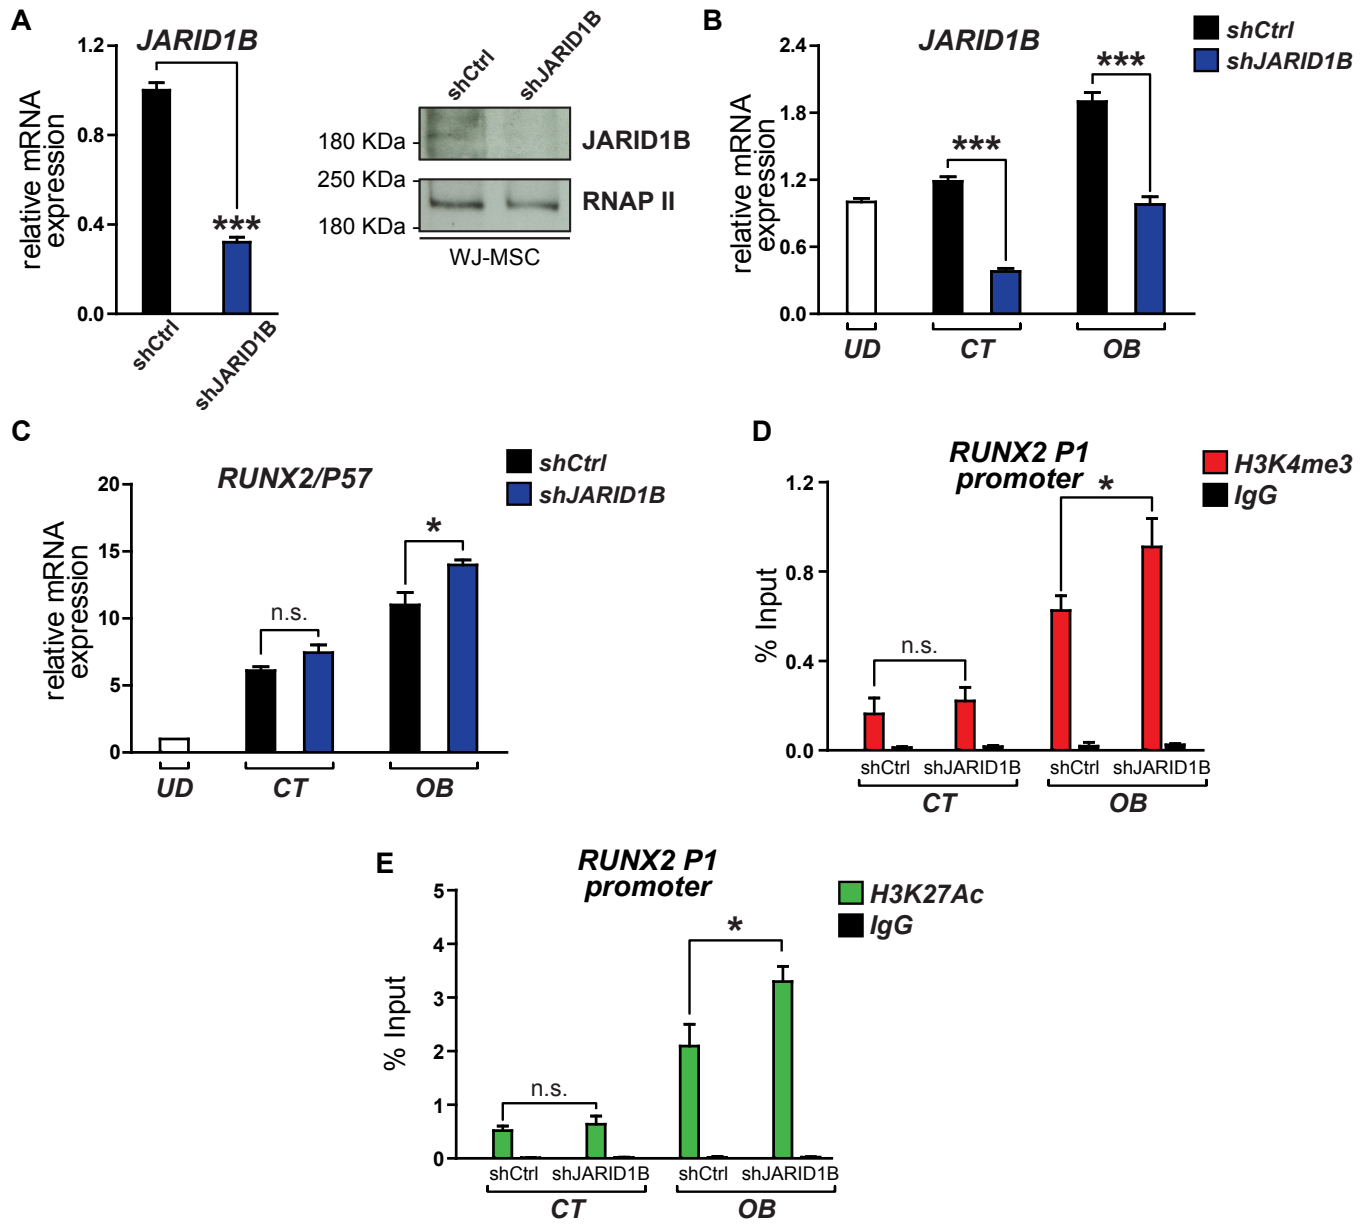 A
JARID1B
relative mRNA
expression
1.2
0.8
0.4
0.0
***
shCtrl
shJARID1B
shCtrl
shJARID1B
180 KDa
JARID1B
250 KDa
RNAP II
180 KDa
WJ-MSC
B
JARID1B
shCtrl
shJARID1B
relative mRNA
expression
2.4
1.8
1.2
0.6
0.0
***
***
UD
CT
OB
C
RUNX2/P57
shCtrl
shJARID1B
relative mRNA
expression
20
15
10
5
0
n.s.
*
UD
CT
OB
D
RUNX2 P1
promoter
H3K4me3
IgG
% Input
1.2
0.8
0.4
0.0
n.s.
*
shCtrl shJARID1B shCtrl shJARID1B
CT
OB
E
RUNX2 P1
promoter
H3K27Ac
IgG
% Input
5
4
3
2
1
0
n.s.
*
shCtrl shJARID1B shCtrl shJARID1B
CT
OB